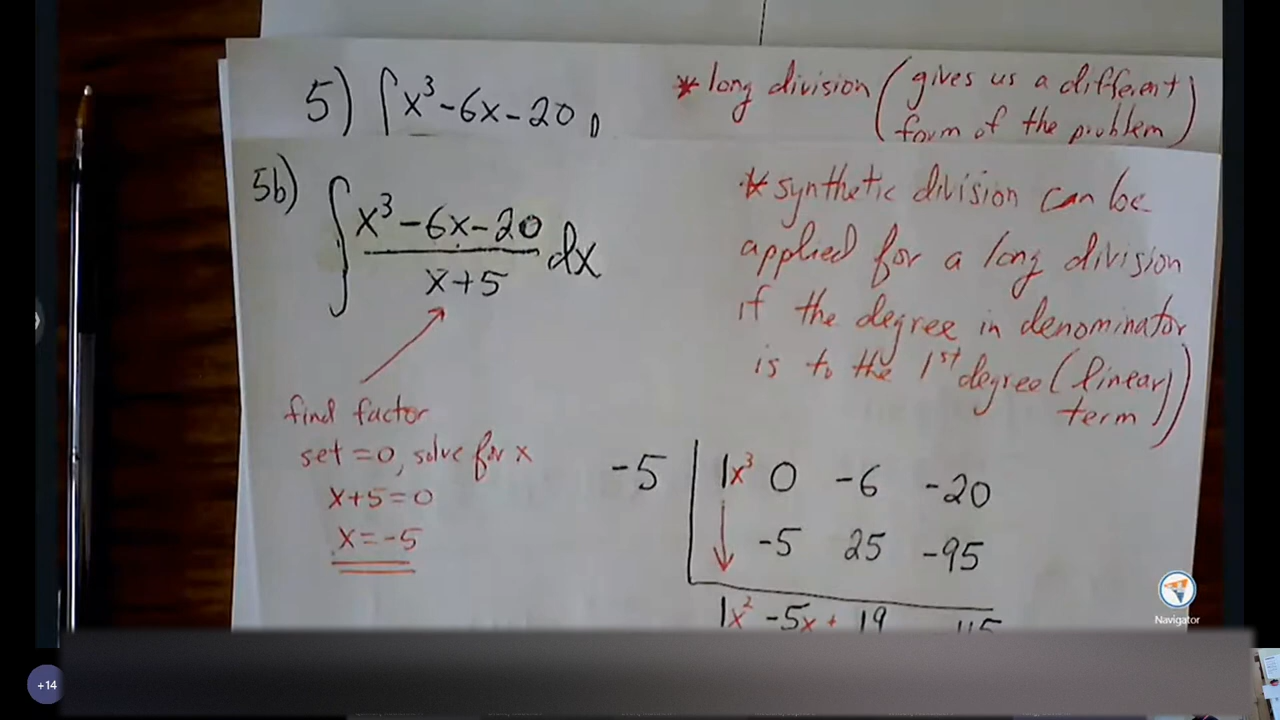 5) ∫x³-6x-20
* long division (gives us a different
form of the problem)
5b) ∫ x³-6x-20
x+5 dx
* synthetic division can be
applied for a long division
if the degree in denominator
is to the 1st degree (linear
term))
find factor
set =0, solve for x
x+5=0
x=-5
-5 | 1x³ 0 -6 -20
-5 25 -95
1x² -5x + 19 -115
Navigator
+14